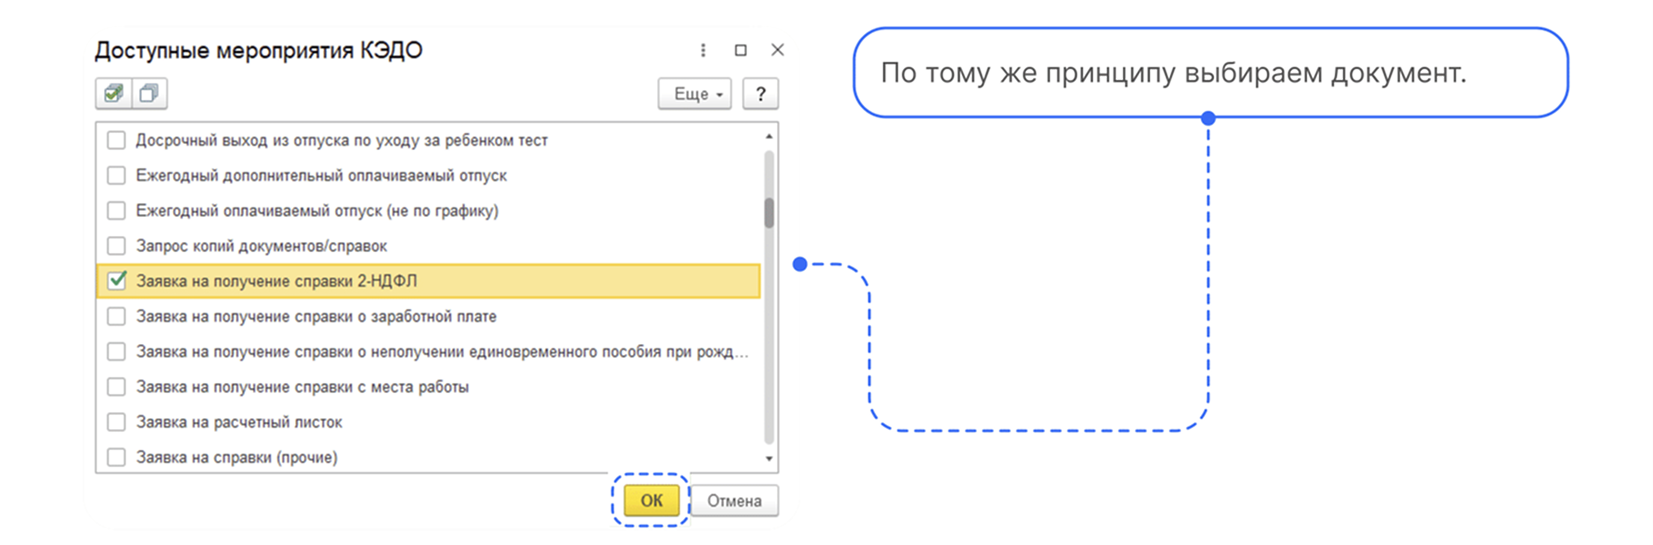 Доступные мероприятия КЭДО
Еще
?
Досрочный выход из отпуска по уходу за ребенком тест
Ежегодный дополнительный оплачиваемый отпуск
Ежегодный оплачиваемый отпуск (не по графику)
Запрос копий документов/справок
Заявка на получение справки 2-НДФЛ
Заявка на получение справки о заработной плате
Заявка на получение справки о неполучении единовременного пособия при рожд...
Заявка на получение справки с места работы
Заявка на расчетный листок
Заявка на справки (прочие)
ОК
Отмена
По тому же принципу выбираем документ.